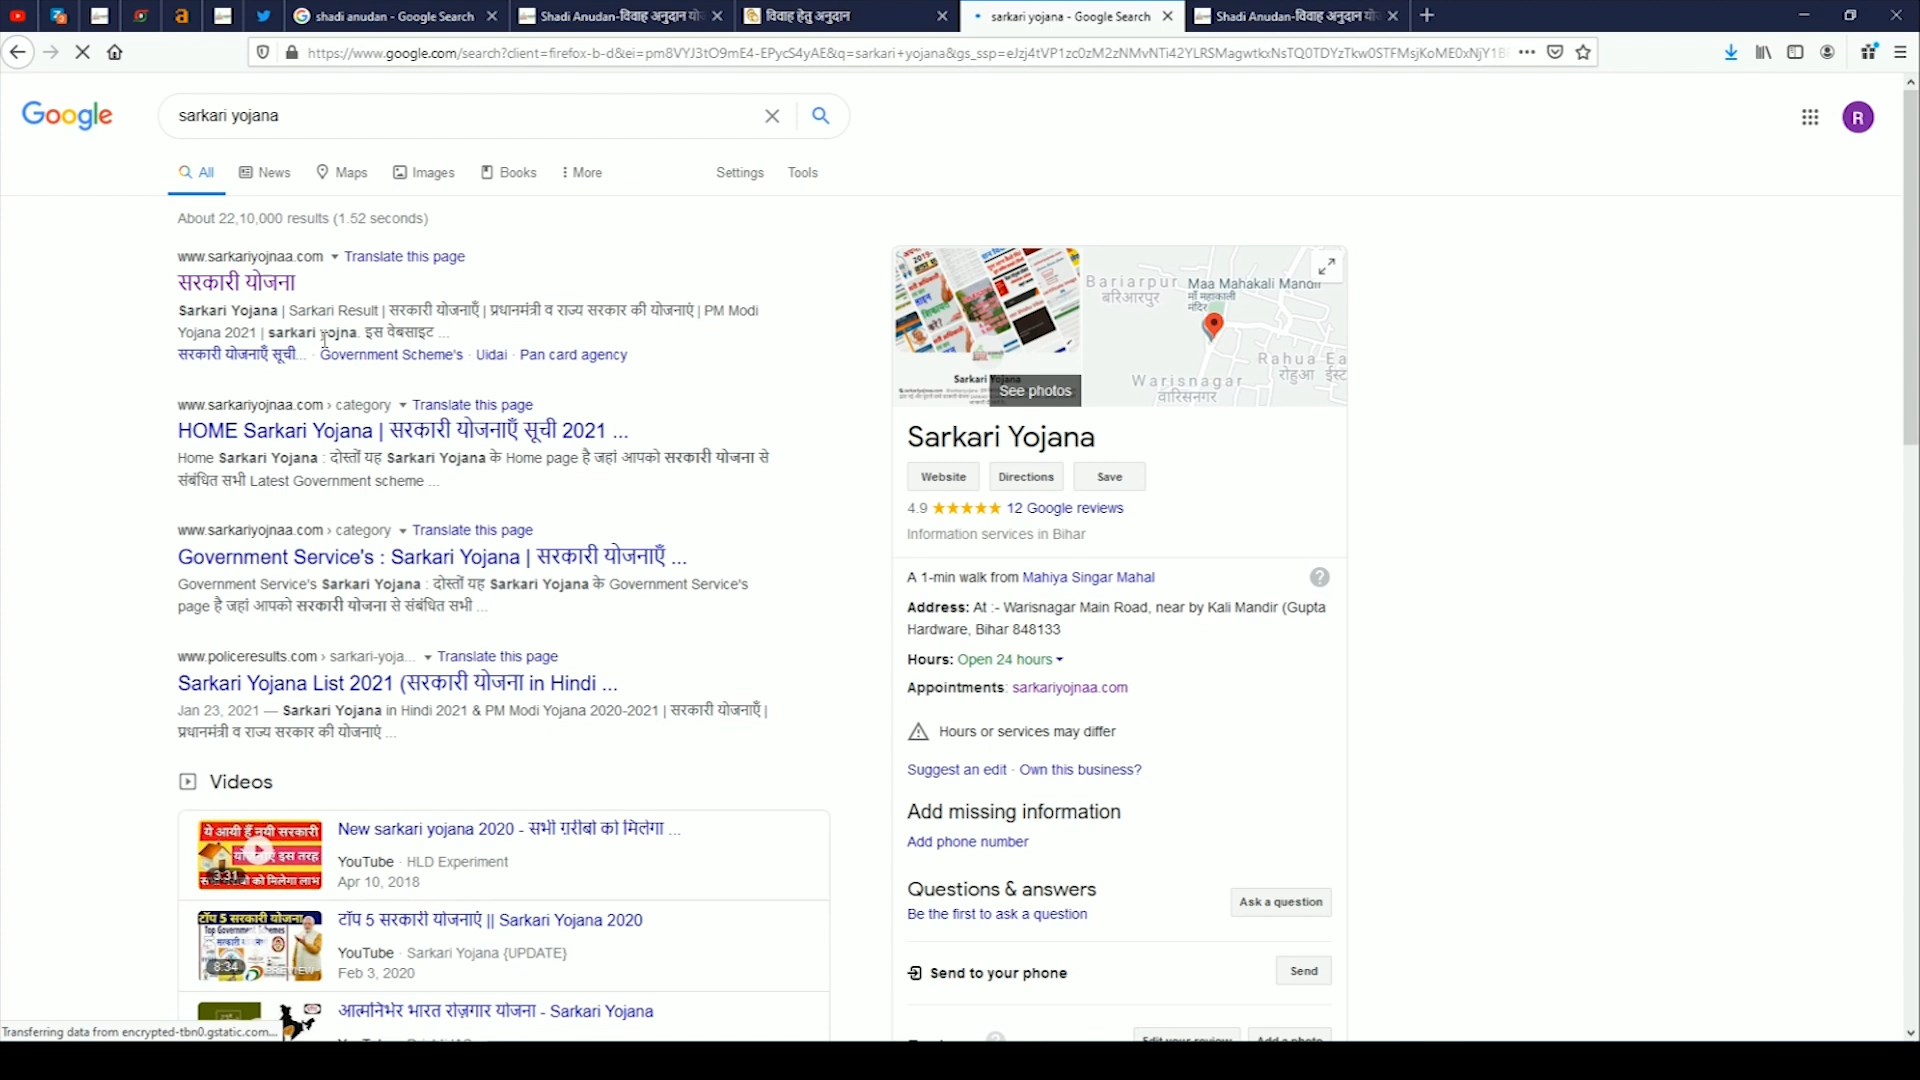 shadi anudan - Google Search
Shadi Anudan-विवाह अनुदान यो
विवाह हेतु अनुदान
sarkari yojana - Google Search
Shadi Anudan-विवाह अनुदान यो
https://www.google.com/search?client=firefox-b-d&ei=pm8VYJ3tO9mE4-EPycS4yAE&q=sarkari+yojana&gs_ssp=eJzj4tVP1zc0zM2zNMvNTi42YLRSMagwtkxNsTQ0TDYzTkw0STFMsjKoME0xNjY1B
Google
sarkari yojana
R
All
News
Maps
Images
Books
More
Settings
Tools
About 22,10,000 results (1.52 seconds)
www.sarkariyojnaa.com
Translate this page
सरकारी योजना
Sarkari Yojana | Sarkari Result | सरकारी योजनाएँ | प्रधानमंत्री व राज्य सरकार की योजनाएं | PM Modi
Yojana 2021 | sarkari yojna. इस वेबसाइट ...
सरकारी योजनाएँ सूची... · Government Scheme's · Uidai · Pan card agency
www.sarkariyojnaa.com › category
Translate this page
HOME Sarkari Yojana | सरकारी योजनाएँ सूची 2021 ...
Home Sarkari Yojana : दोस्तों यह Sarkari Yojana के Home page है जहां आपको सरकारी योजना से
संबंधित सभी Latest Government scheme ...
www.sarkariyojnaa.com › category
Translate this page
Government Service's : Sarkari Yojana | सरकारी योजनाएँ ...
Government Service's Sarkari Yojana : दोस्तों यह Sarkari Yojana के Government Service's
page है जहां आपको सरकारी योजना से संबंधित सभी ...
www.policeresults.com › sarkari-yoja...
Translate this page
Sarkari Yojana List 2021 (सरकारी योजना in Hindi ...
Jan 23, 2021 — Sarkari Yojana in Hindi 2021 & PM Modi Yojana 2020-2021 | सरकारी योजनाएँ |
प्रधानमंत्री व राज्य सरकार की योजनाएं ...
Videos
ये आयी हैं नयी सरकारी
3:31
New sarkari yojana 2020 - सभी ग़रीबों को मिलेगा ...
YouTube · HLD Experiment
Apr 10, 2018
टॉप 5 सरकारी योजना
8:34
PREVIEW
टॉप 5 सरकारी योजनाएं || Sarkari Yojana 2020
YouTube · Sarkari Yojana {UPDATE}
Feb 3, 2020
आत्मनिर्भर भारत रोज़गार योजना - Sarkari Yojana
Transferring data from encrypted-tbn0.gstatic.com...
See photos
Bariarpur
बरिआरपुर
Maa Mahakali Mandir
माँ महाकाली
मंदिर
Rahua Ea
रोहुआ ईस्ट
Warisnagar
वारिसनगर
Sarkari Yojana
Website
Directions
Save
4.9
12 Google reviews
Information services in Bihar
A 1-min walk from Mahiya Singar Mahal
Address: At :- Warisnagar Main Road, near by Kali Mandir (Gupta
Hardware, Bihar 848133
Hours: Open 24 hours
Appointments: sarkariyojnaa.com
Hours or services may differ
Suggest an edit · Own this business?
Add missing information
Add phone number
Questions & answers
Be the first to ask a question
Ask a question
Send to your phone
Send
Edit your review
Add a photo